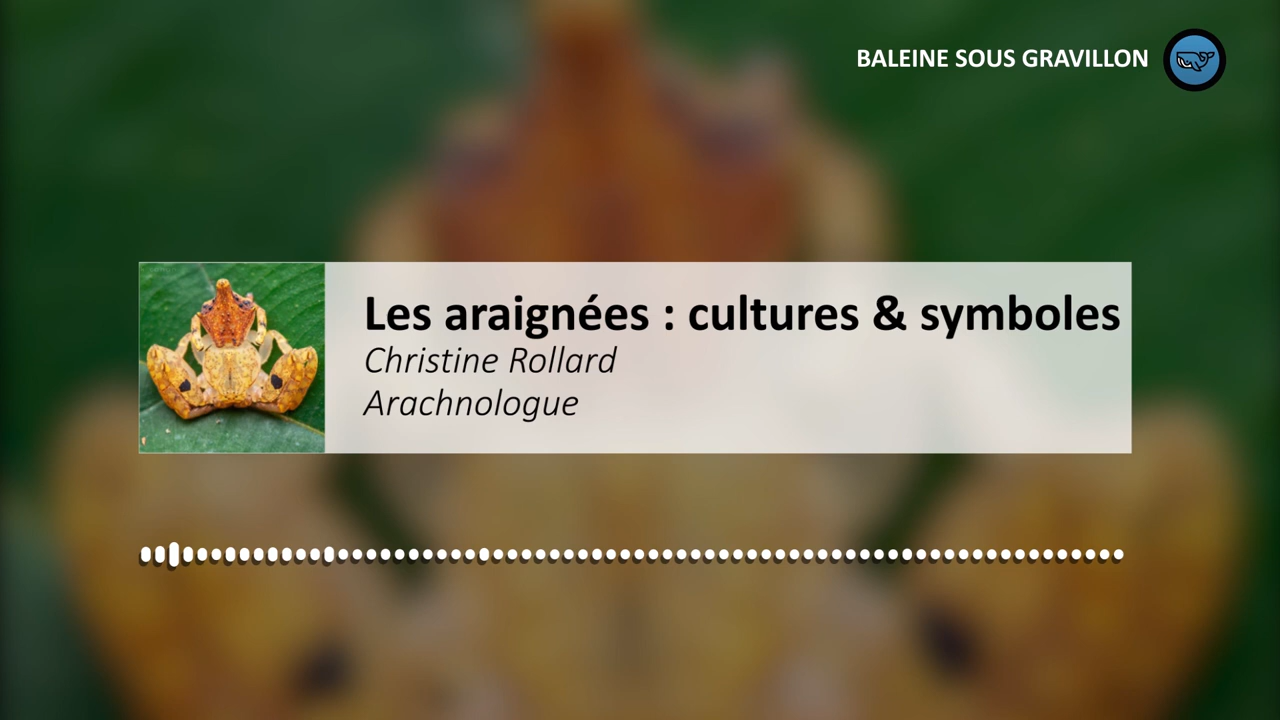 BALEINE SOUS GRAVILLON
Les araignées : cultures & symboles
Christine Rollard
Arachnologue